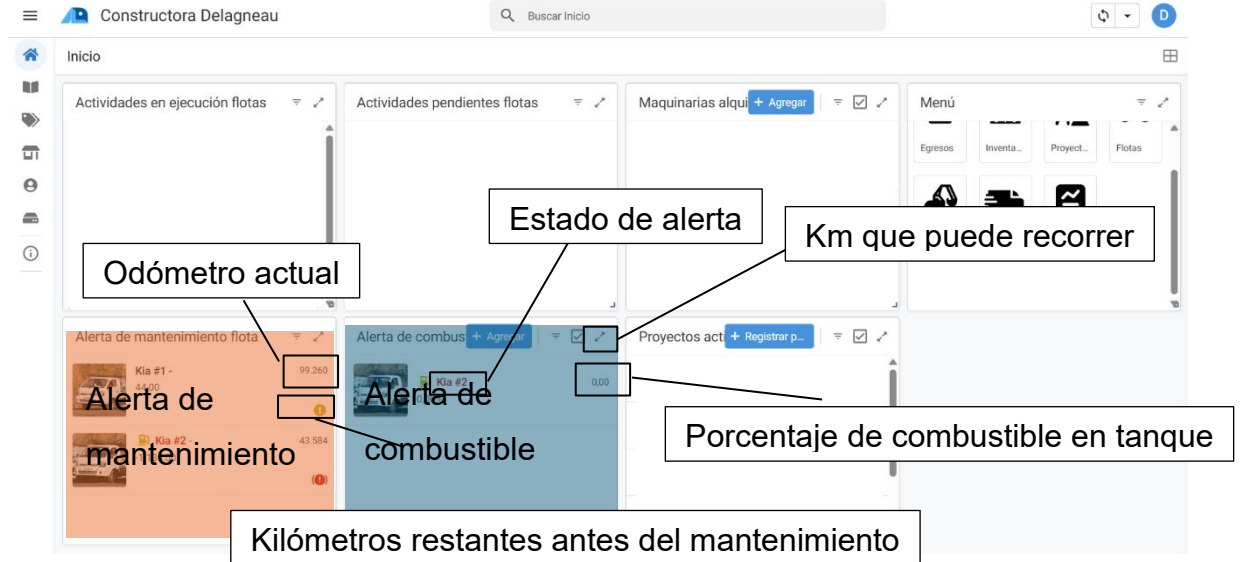 Constructora Delagneau
Buscar Inicio
D
Inicio
Actividades en ejecución flotas
Actividades pendientes flotas
Maquinarias alqui
+ Agregar
Menú
Egresos
Inventa...
Proyect...
Flotas
Estado de alerta
Km que puede recorrer
Odómetro actual
Alerta de mantenimiento flota
Alerta de combus
+ Agregar
Proyectos acti
+ Registrar p...
Kia #1 -
99.260
44,00
Kia #2
0,00
Alerta de
mantenimiento
Alerta de
combustible
Kia #2 -
43.584
Porcentaje de combustible en tanque
Kilómetros restantes antes del mantenimiento